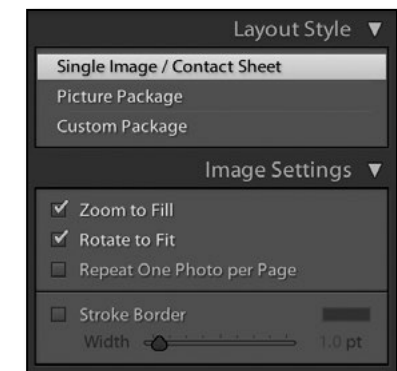 Layout Style ▼
Single Image / Contact Sheet
Picture Package
Custom Package
Image Settings ▼
Zoom to Fill
Rotate to Fit
Repeat One Photo per Page
Stroke Border
Width 1.0 pt